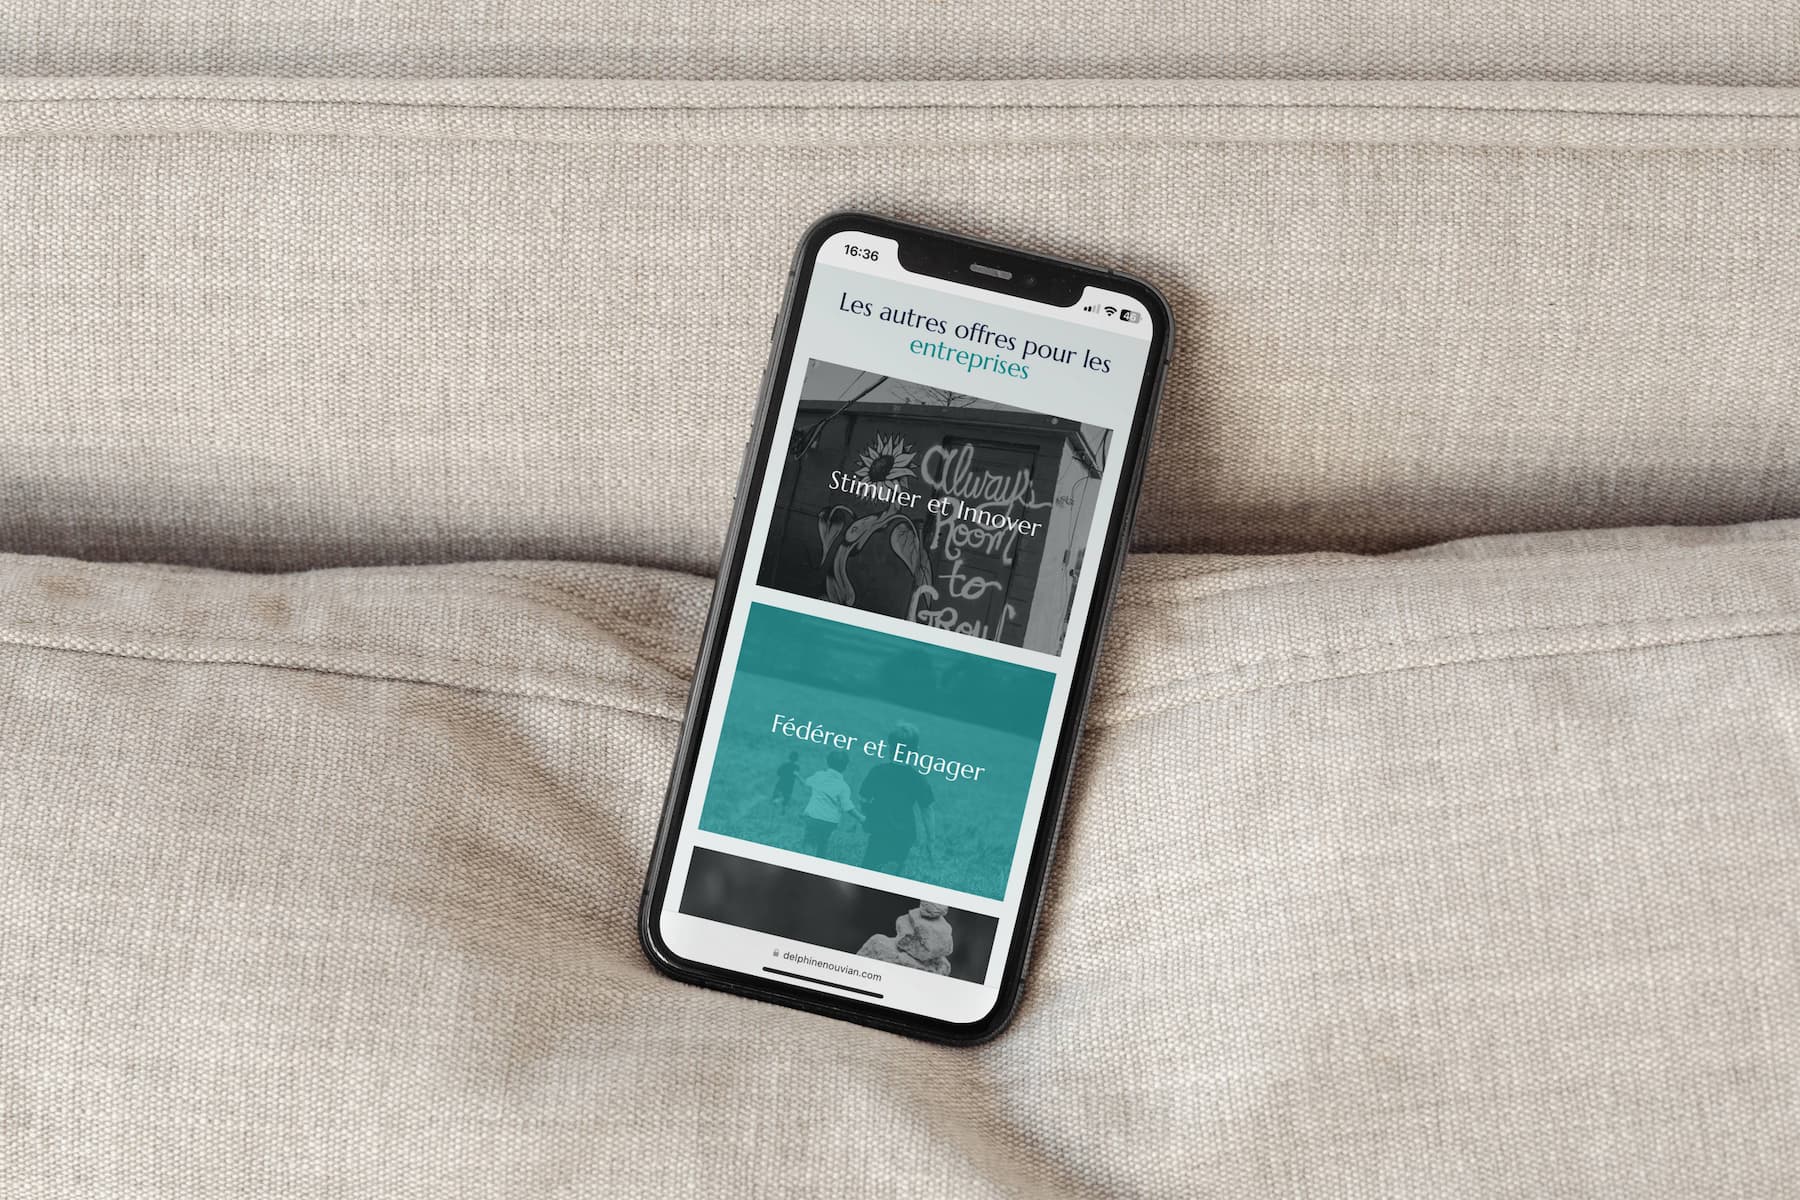 16:36
46
Les autres offres pour les
entreprises
Always
Room
to
Grow
Stimuler et Innover
Fédérer et Engager
delphinenouvian.com